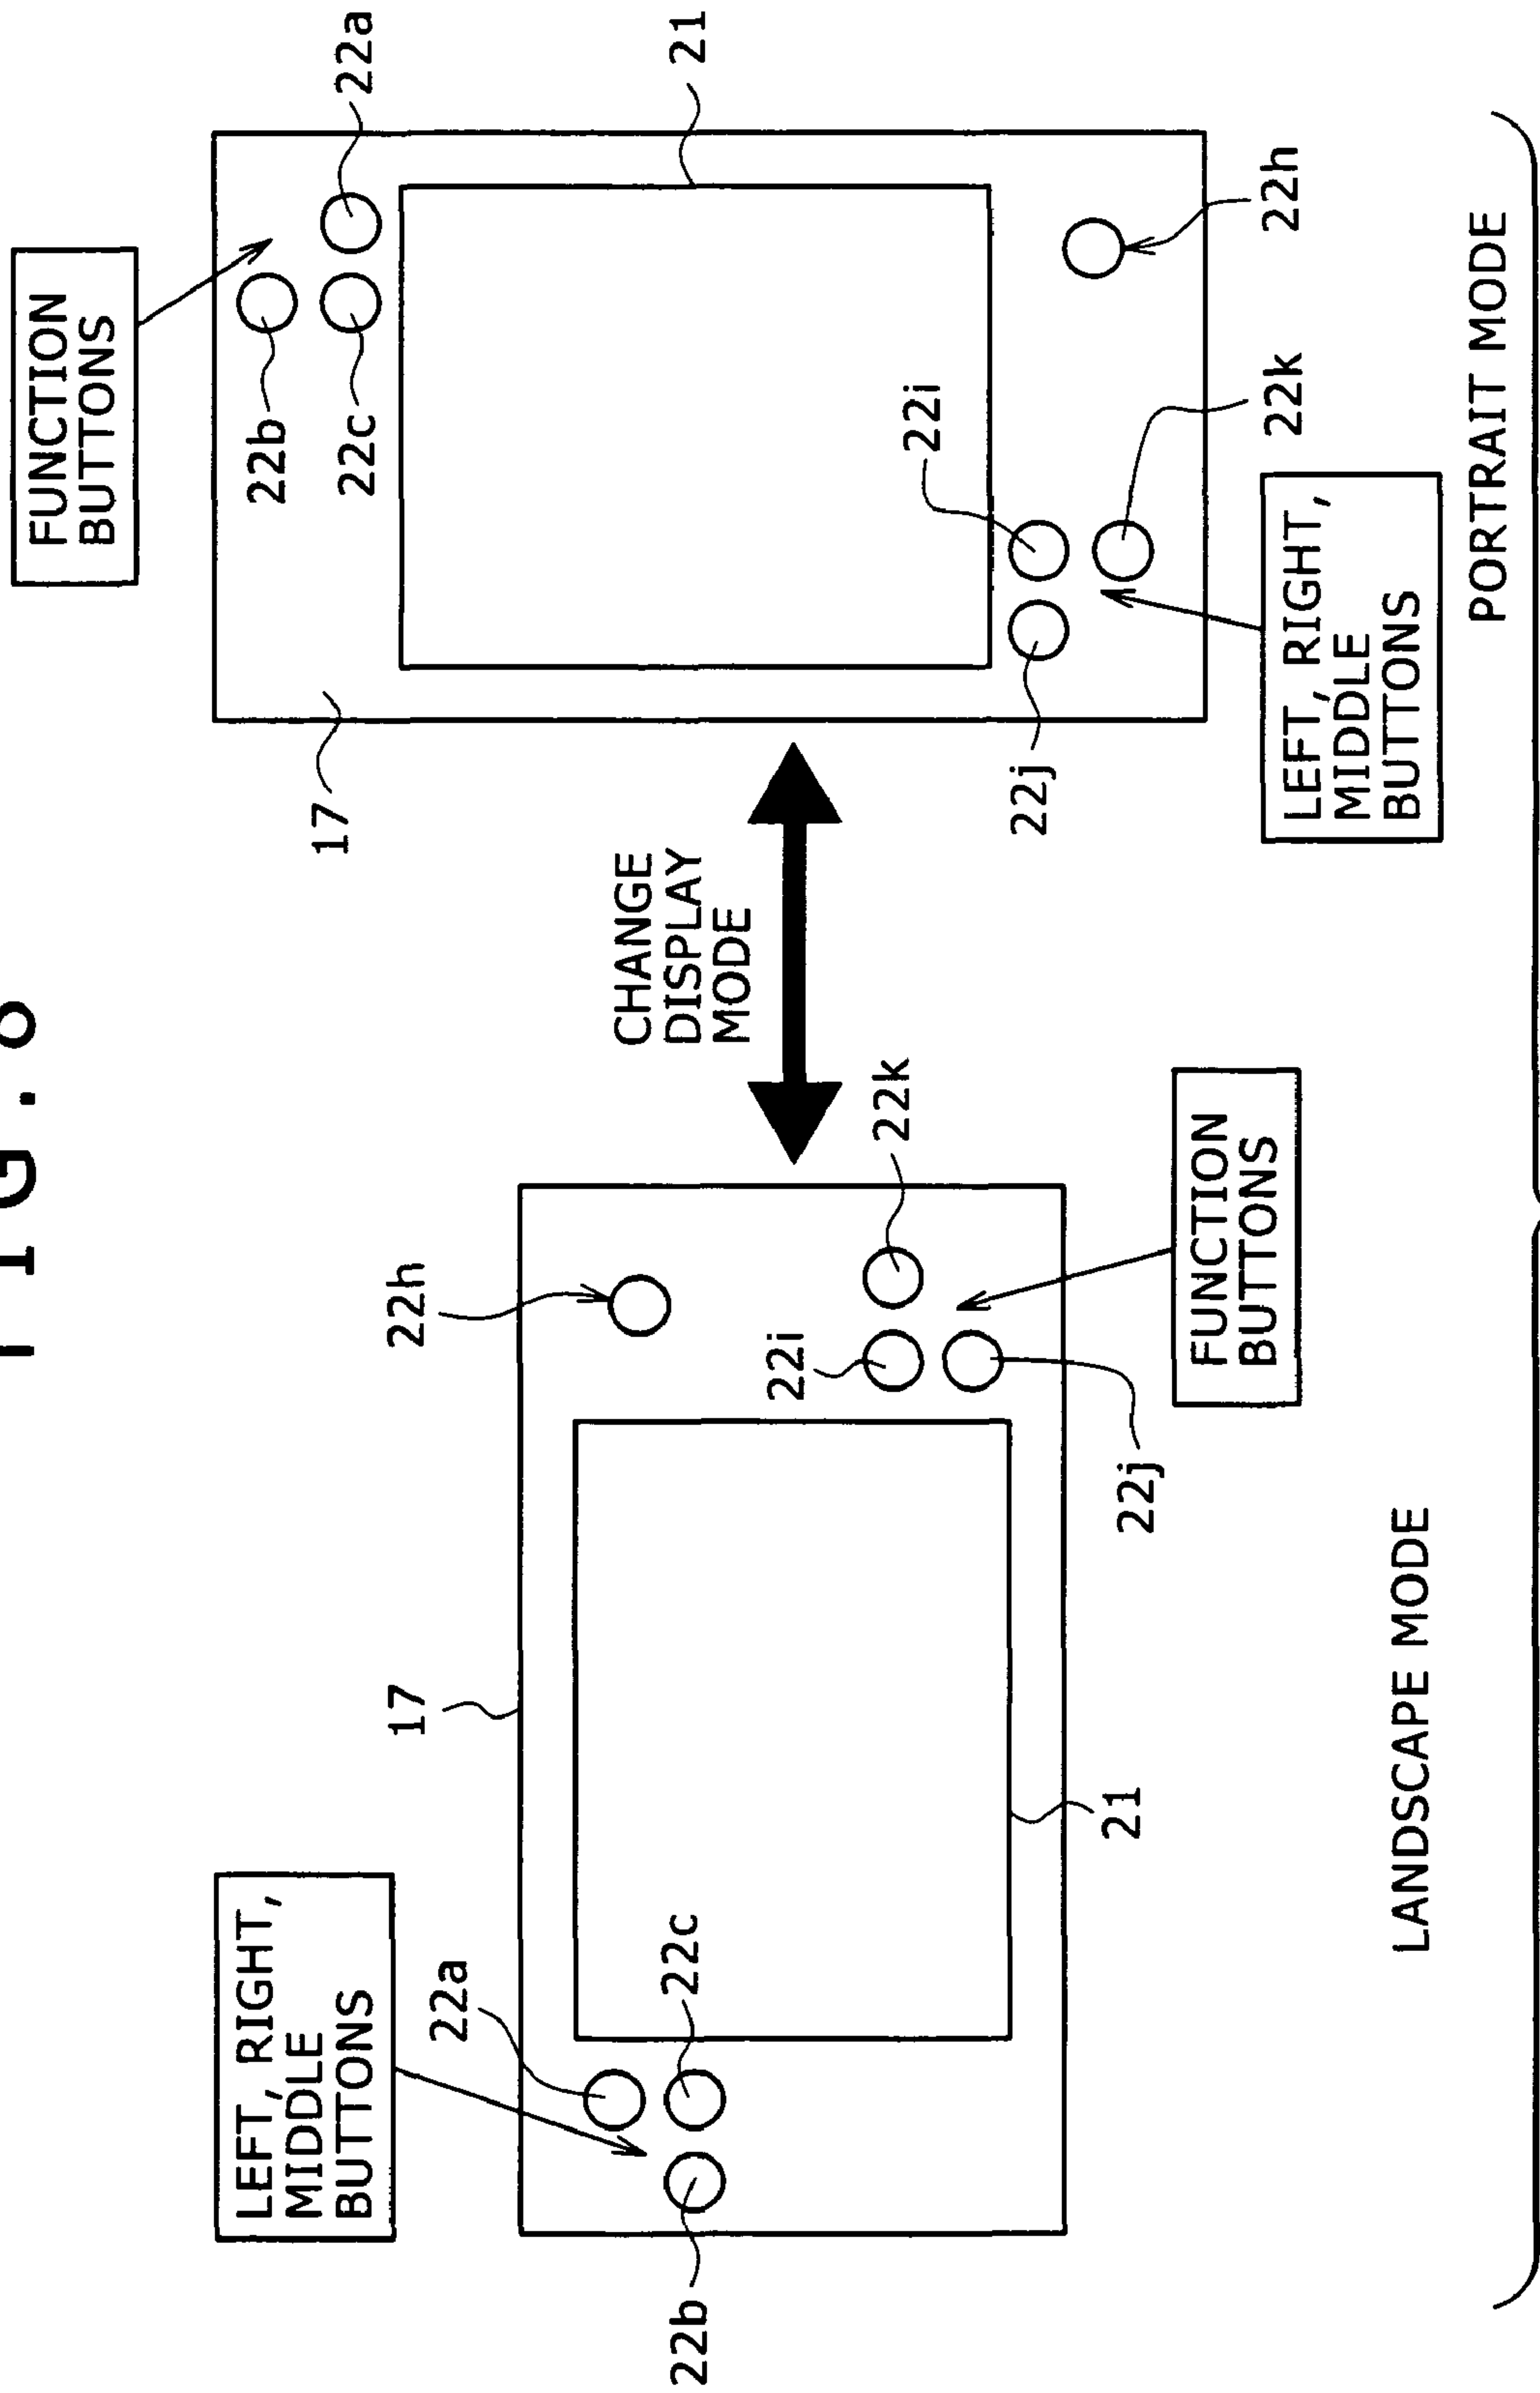 FIG.
LEFT, RIGHT,
MIDDLE
BUTTONS
22a
22c
22b
17
21
22h
22i
22k
22j
FUNCTION
BUTTONS
LANDSCAPE MODE
CHANGE
DISPLAY
MODE
FUNCTION
BUTTONS
22a
22b
22c
17
21
22i
22j
22k
22h
LEFT, RIGHT,
MIDDLE
BUTTONS
PORTRAIT MODE